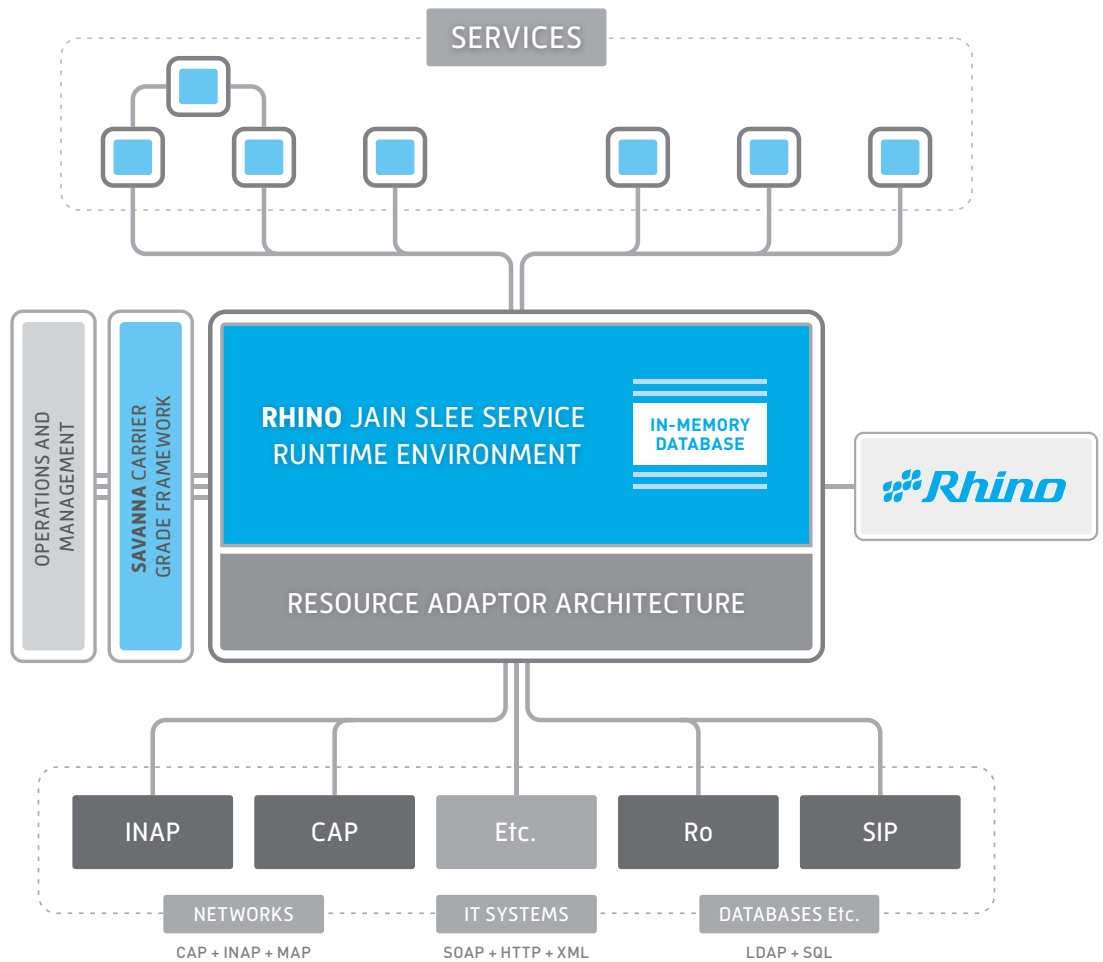 SERVICES
OPERATIONS AND
MANAGEMENT
SAVANNA CARRIER
GRADE FRAMEWORK
RHINO JAIN SLEE SERVICE
RUNTIME ENVIRONMENT
IN-MEMORY
DATABASE
Rhino
RESOURCE ADAPTOR ARCHITECTURE
INAP
CAP
Etc.
Ro
SIP
NETWORKS
IT SYSTEMS
DATABASES Etc.
CAP + INAP + MAP
SOAP + HTTP + XML
LDAP + SQL